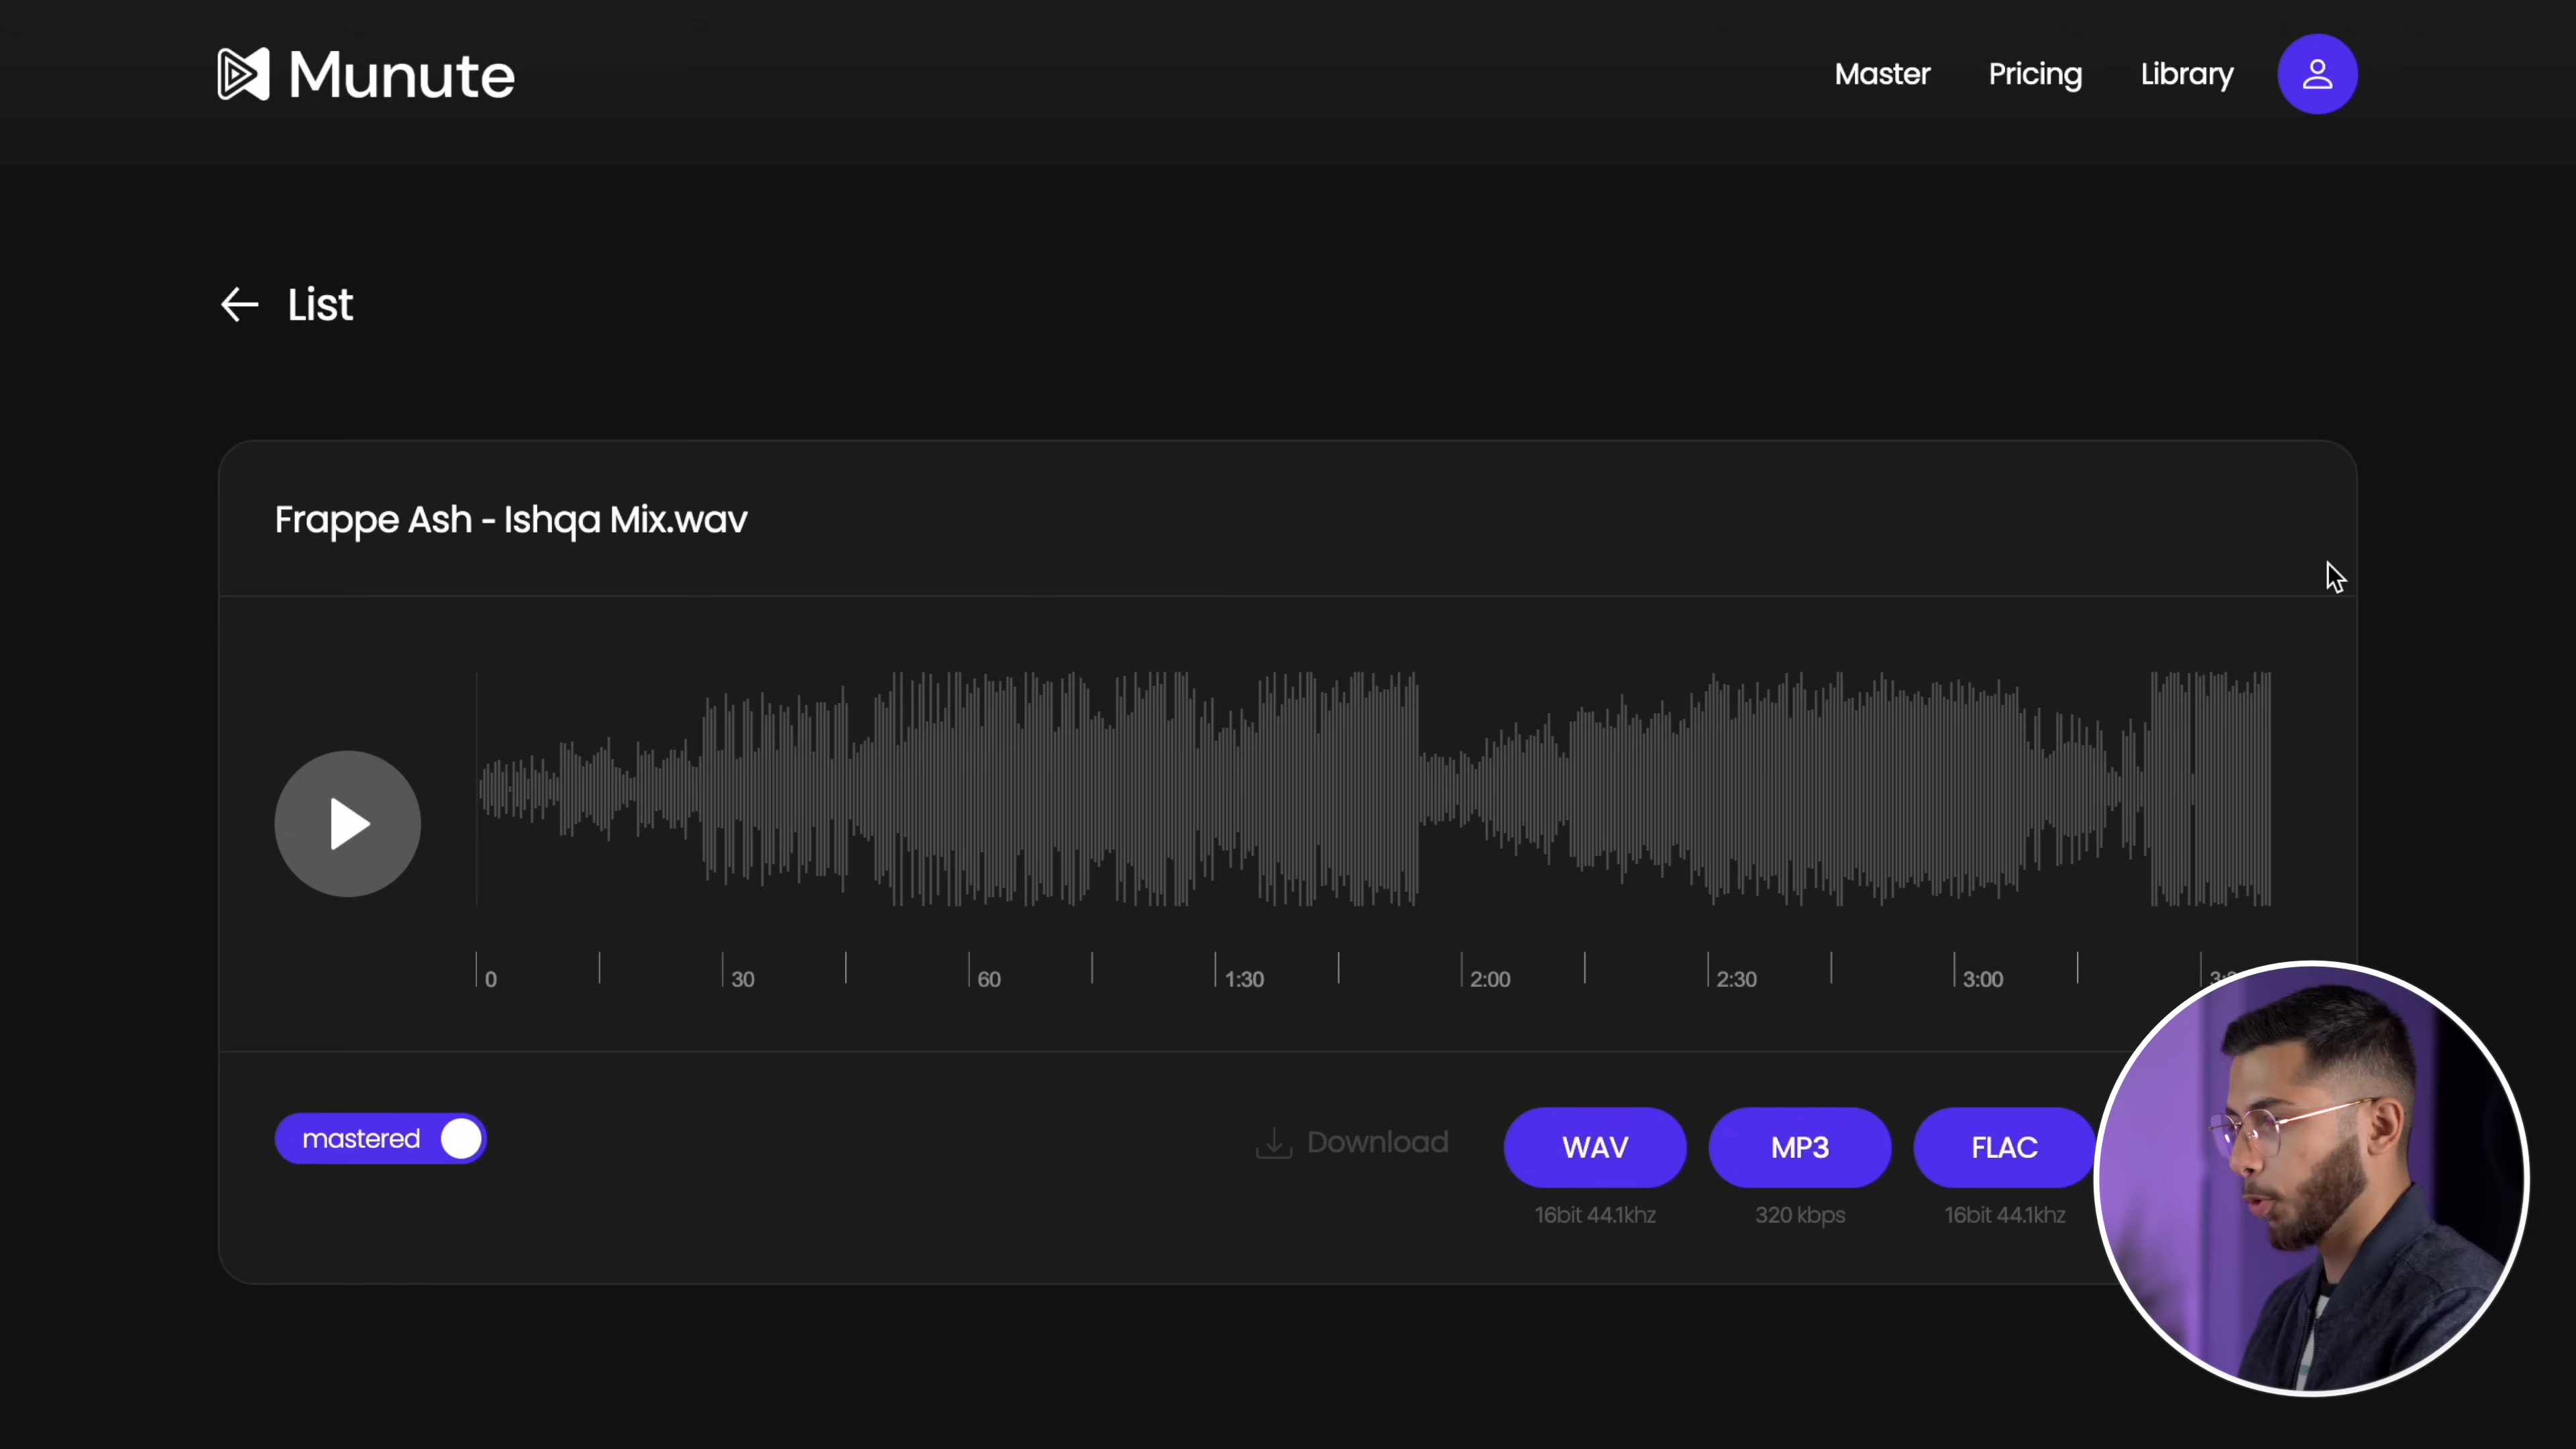 Munute
Master Pricing Library
List
Frappe Ash - Ishqa Mix.wav
0 30 60 1:30 2:00 2:30 3:00
mastered
Download WAV MP3 FLAC
16bit 44.1khz 320 kbps 16bit 44.1khz